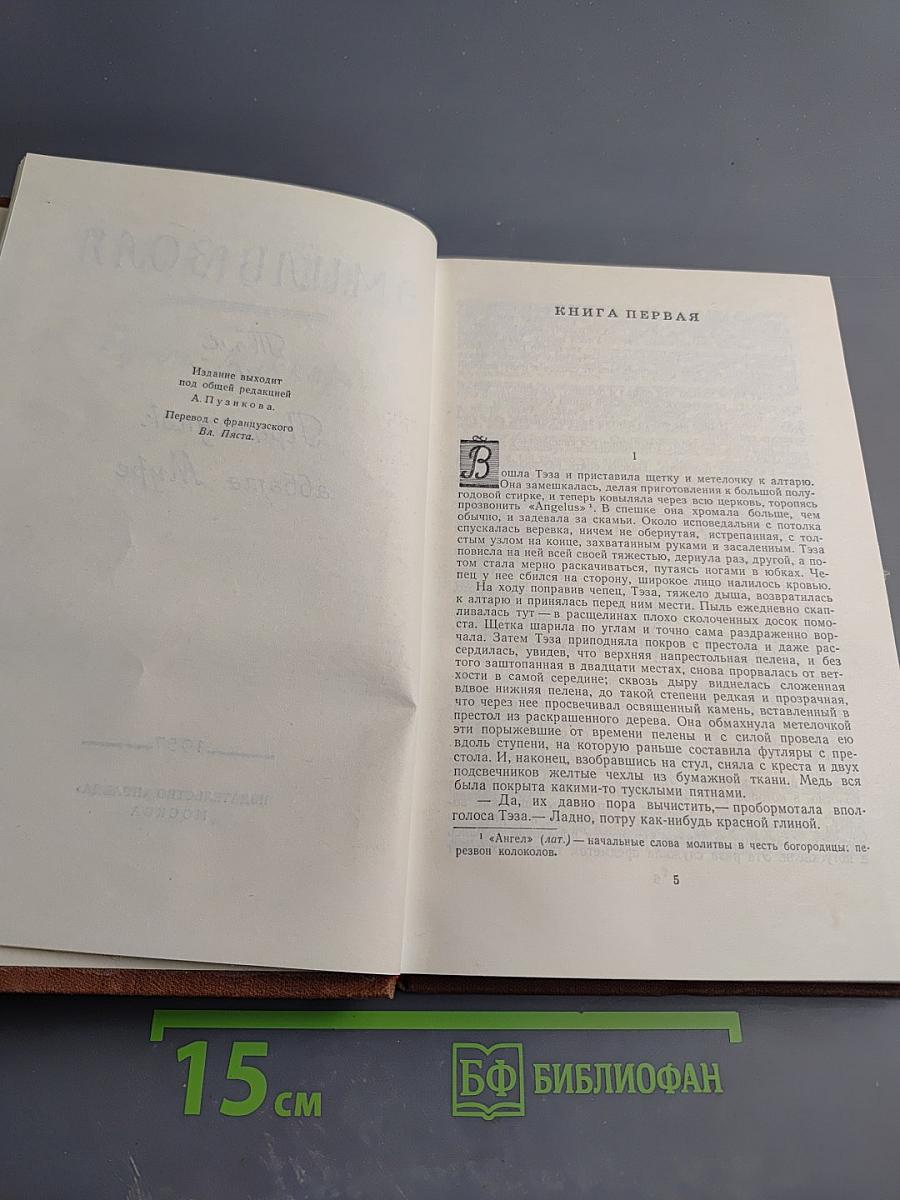 Издание выходит
под общей редакцией
А. Пузикова.
Перевод с французского
Вл. Пяста.
КНИГА ПЕРВАЯ
1
Вошла Тэза и приставила щетку и метелочку к алтарю.
Она замешкалась, делая приготовления к большой полу-
годовой стирке, и теперь ковыляла через всю церковь, торопясь
прозвонить «Angelus»¹. В спешке она хромала больше, чем
обычно, и задевала за скамьи. Около исповедальни с потолка
спускалась веревка, ничем не обернутая, истрепанная, с тол-
стым узлом на конце, захватанным руками и засаленным. Тэза
повисла на ней всей своей тяжестью, дернула раз, другой, а по-
том стала мерно раскачиваться, путаясь ногами в юбках. Че-
пец у нее сбился на сторону, широкое лицо налилось кровью.
На ходу поправив чепец, Тэза, тяжело дыша, возвратилась
к алтарю и принялась перед ним мести. Пыль ежедневно скап-
ливалась тут — в расщелинах плохо сколоченных досок помо-
ста. Щетка шарила по углам и точно сама раздраженно вор-
чала. Затем Тэза приподняла покров с престола и даже рас-
сердилась, увидев, что верхняя напрестольная пелена, и без
того заштопанная в двадцати местах, снова прорвалась от вет-
хости в самой середине; сквозь дыру виднелась сложенная
вдвое нижняя пелена, до такой степени редкая и прозрачная,
что через нее просвечивал освященный камень, вставленный в
престол из раскрашенного дерева. Она обмахнула метелочкой
эти порыжевшие от времени пелены и с силой провела ею
вдоль ступени, на которую раньше составила футляры с пре-
стола. И, наконец, взобравшись на стул, сняла с креста и двух
подсвечников желтые чехлы из бумажной ткани. Медь вся
была покрыта какими-то тусклыми пятнами.
— Да, их давно пора вычистить,— пробормотала впол-
голоса Тэза.— Ладно, потру как-нибудь красной глиной.
¹ «Ангел» (лат.) — начальные слова молитвы в честь богородицы; пе-
резвон колоколов.
5
15 см
БФ БИБЛИОФАН